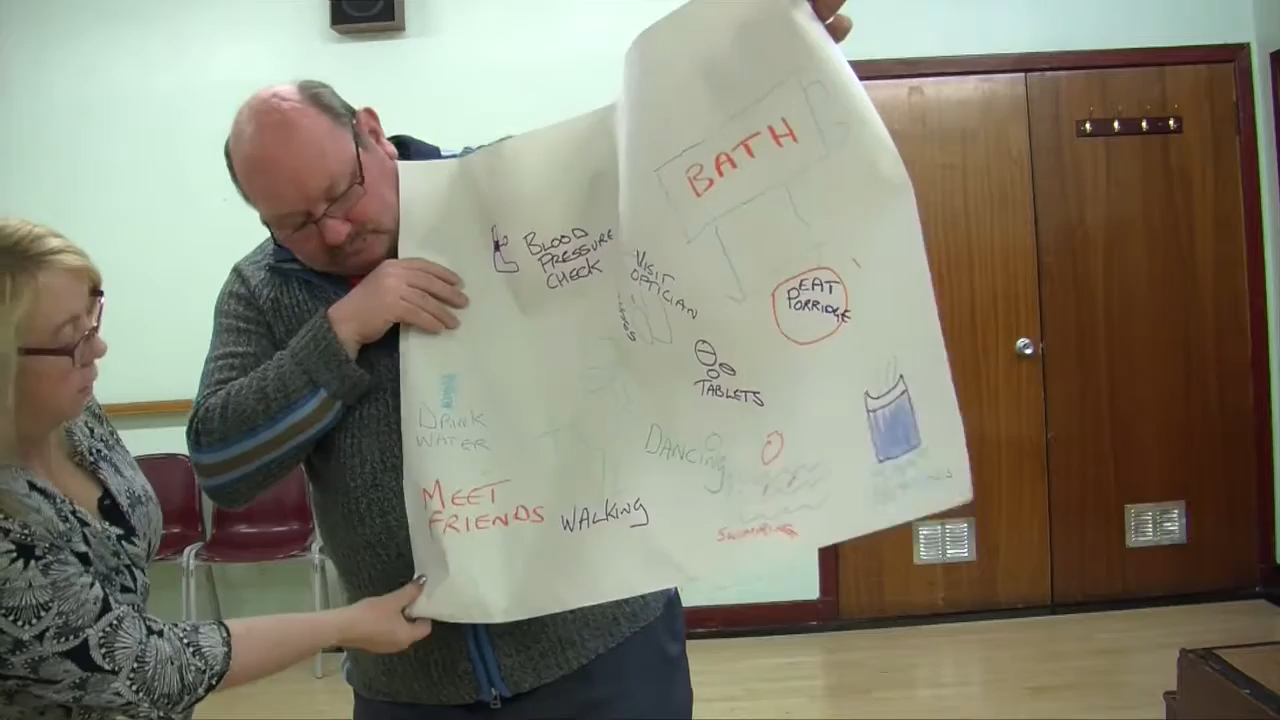 BATH
BLOOD
PRESSURE
CHECK
VISIT
OPTICIAN
EAT
PORRIDGE
TABLETS
DRINK
WATER
DANCING
MEET
FRIENDS
WALKING
SWIMMING